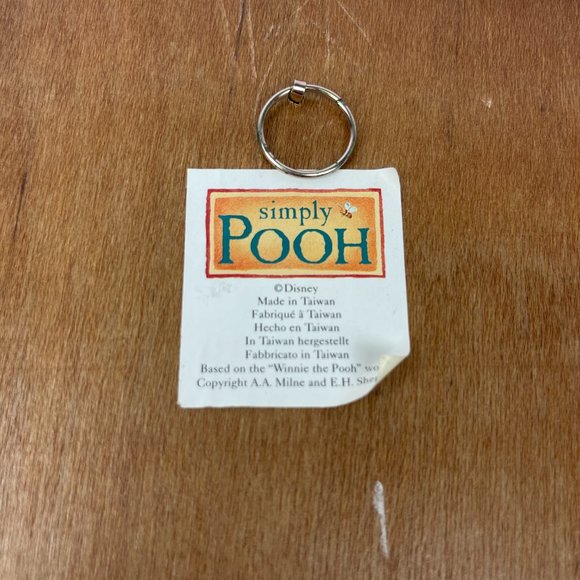 simply
POOH
©Disney
Made in Taiwan
Fabriqué à Taiwan
Hecho en Taiwan
In Taiwan hergestellt
Fabbricato in Taiwan
Based on the "Winnie the Pooh"
Copyright A.A. Milne and E.H.